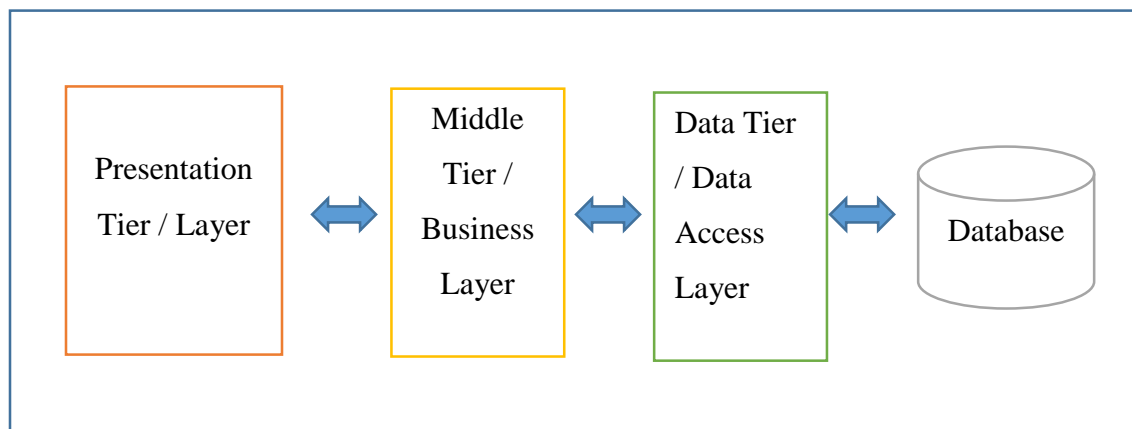 Presentation
Tier / Layer
Middle
Tier /
Business
Layer
Data Tier
/ Data
Access
Layer
Database